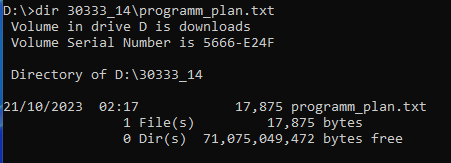 D:\>dir 30333_14\programm_plan.txt
 Volume in drive D is downloads
 Volume Serial Number is 5666-E24F

 Directory of D:\30333_14

21/10/2023  02:17            17,875 programm_plan.txt
               1 File(s)         17,875 bytes
               0 Dir(s)  71,075,049,472 bytes free